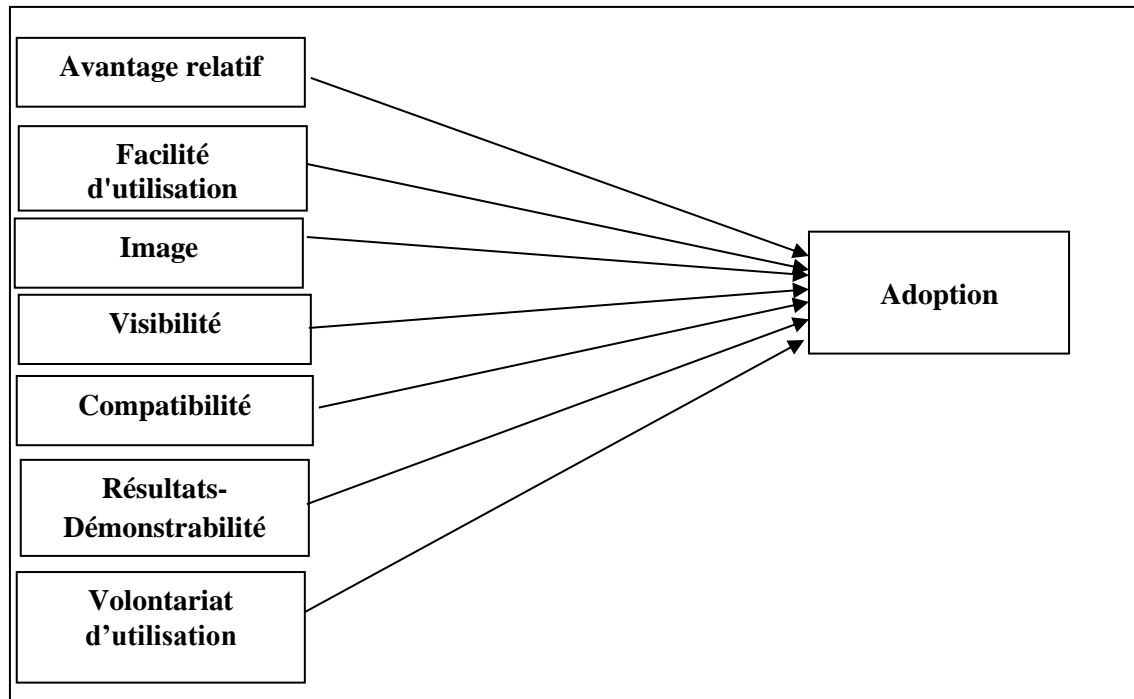 Avantage relatif
Facilité
d'utilisation
Image
Visibilité
Compatibilité
Résultats-
Démonstrabilité
Volontariat
d’utilisation
Adoption